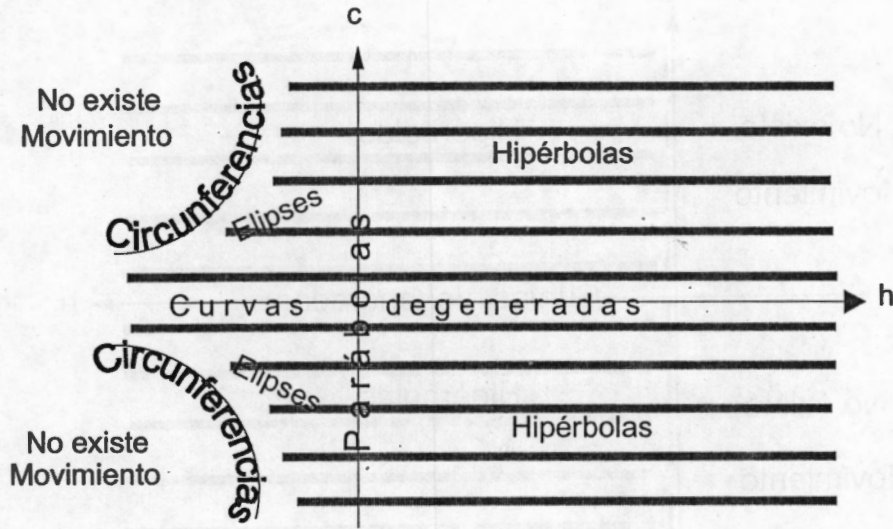 c
No existe
Movimiento
Circunferencias
Hipérbolas
Elipses
Parábolas
Curvas degeneradas
h
Circunferencias
Elipses
Hipérbolas
No existe
Movimiento